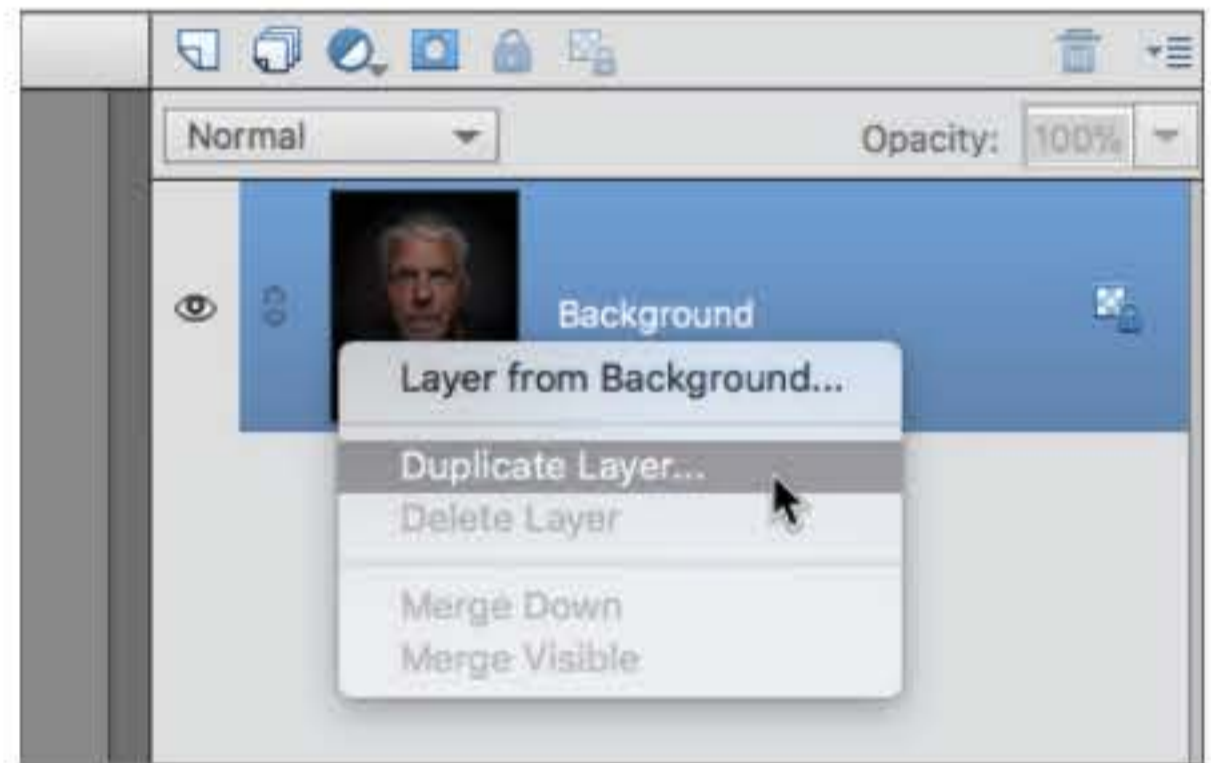 Normal
Opacity: 100%
Background
Layer from Background...
Duplicate Layer...
Delete Layer
Merge Down
Merge Visible